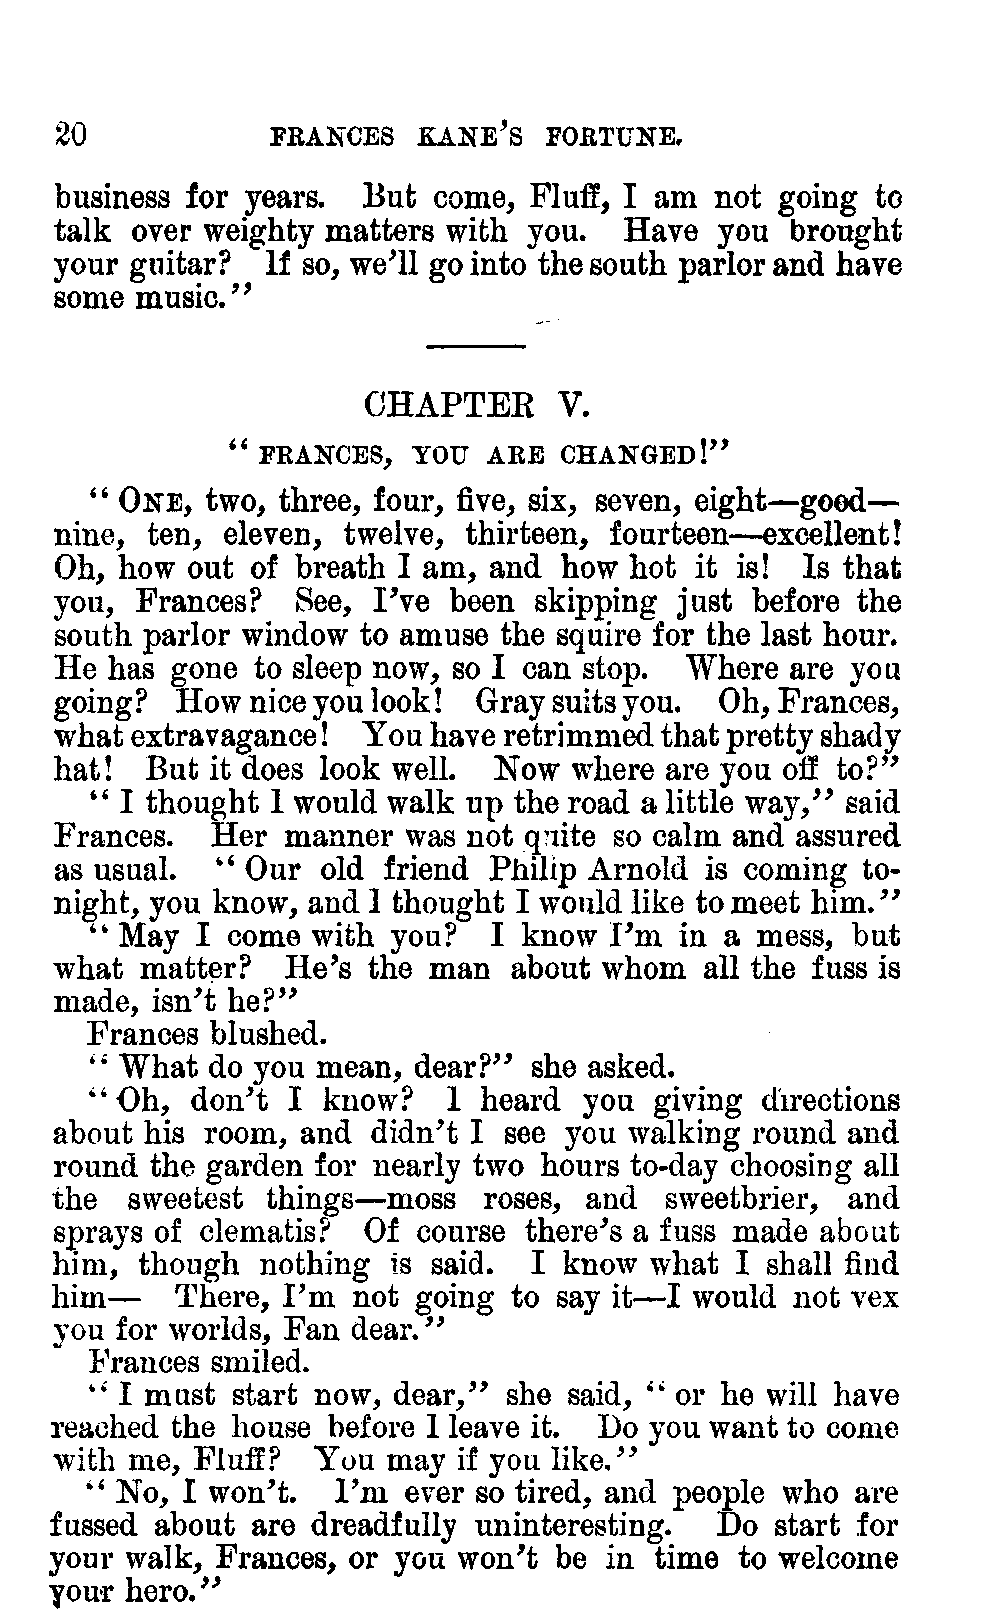 20 FRANCES KANE'S FORTUNE.
business for years. But come, Fluff, I am not going to
talk over weighty matters with you. Have you brought
your guitar? If so, we'll go into the south parlor and have
some music."
CHAPTER V.
"FRANCES, YOU ARE CHANGED!"
"ONE, two, three, four, five, six, seven, eight—good—
nine, ten, eleven, twelve, thirteen, fourteen—excellent!
Oh, how out of breath I am, and how hot it is! Is that
you, Frances? See, I've been skipping just before the
south parlor window to amuse the squire for the last hour.
He has gone to sleep now, so I can stop. Where are you
going? How nice you look! Gray suits you. Oh, Frances,
what extravagance! You have retrimmed that pretty shady
hat! But it does look well. Now where are you off to?"
"I thought I would walk up the road a little way," said
Frances. Her manner was not quite so calm and assured
as usual. "Our old friend Philip Arnold is coming to-
night, you know, and I thought I would like to meet him."
"May I come with you? I know I'm in a mess, but
what matter? He's the man about whom all the fuss is
made, isn't he?"
Frances blushed.
"What do you mean, dear?" she asked.
"Oh, don't I know? I heard you giving directions
about his room, and didn't I see you walking round and
round the garden for nearly two hours to-day choosing all
the sweetest things—moss roses, and sweetbrier, and
sprays of clematis? Of course there's a fuss made about
him, though nothing is said. I know what I shall find
him— There, I'm not going to say it—I would not vex
you for worlds, Fan dear."
Frances smiled.
"I must start now, dear," she said, "or he will have
reached the house before I leave it. Do you want to come
with me, Fluff? You may if you like."
"No, I won't. I'm ever so tired, and people who are
fussed about are dreadfully uninteresting. Do start for
your walk, Frances, or you won't be in time to welcome
your hero."